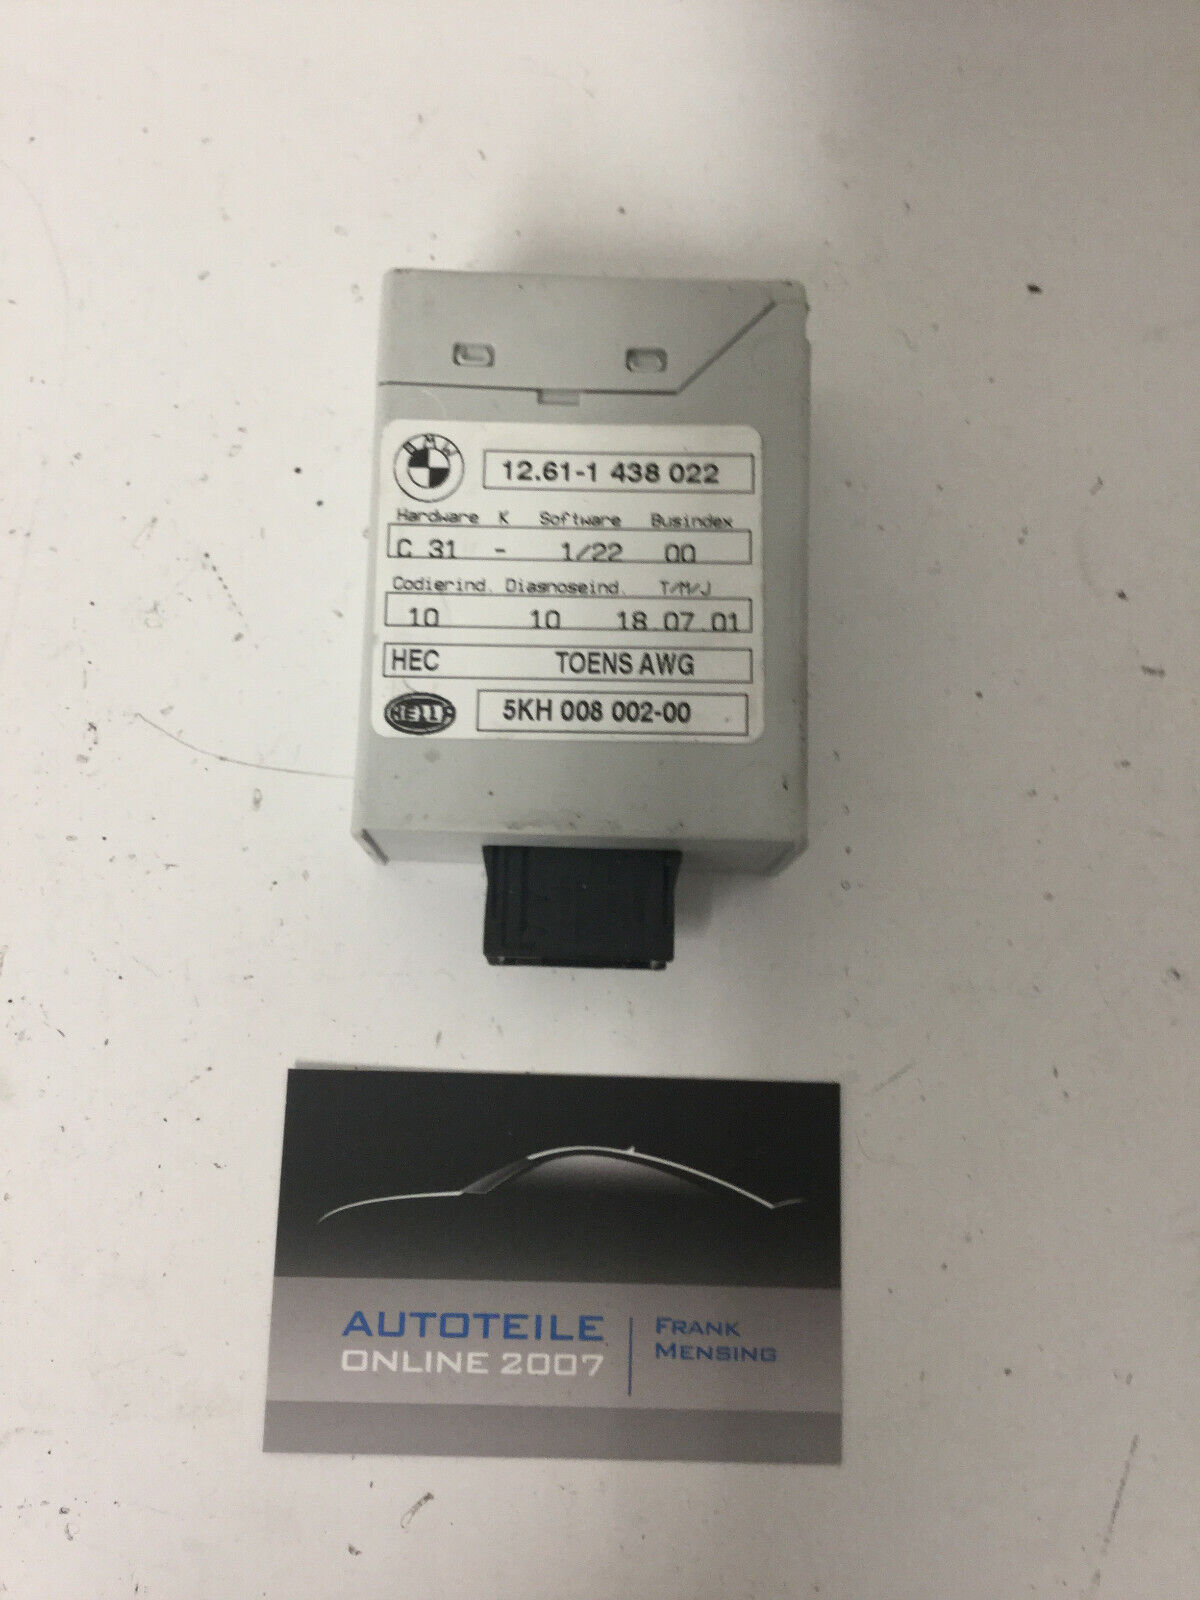 BMW
12.61-1 438 022
Hardware K Software Busindex
C 31 - 1/22 00
Codierind. Diagnoseind. T/M/J
10 10 18.07.01
HEC TOENS AWG
HELLA
5KH 008 002-00
AUTOTEILE
ONLINE 2007
FRANK
MENSING